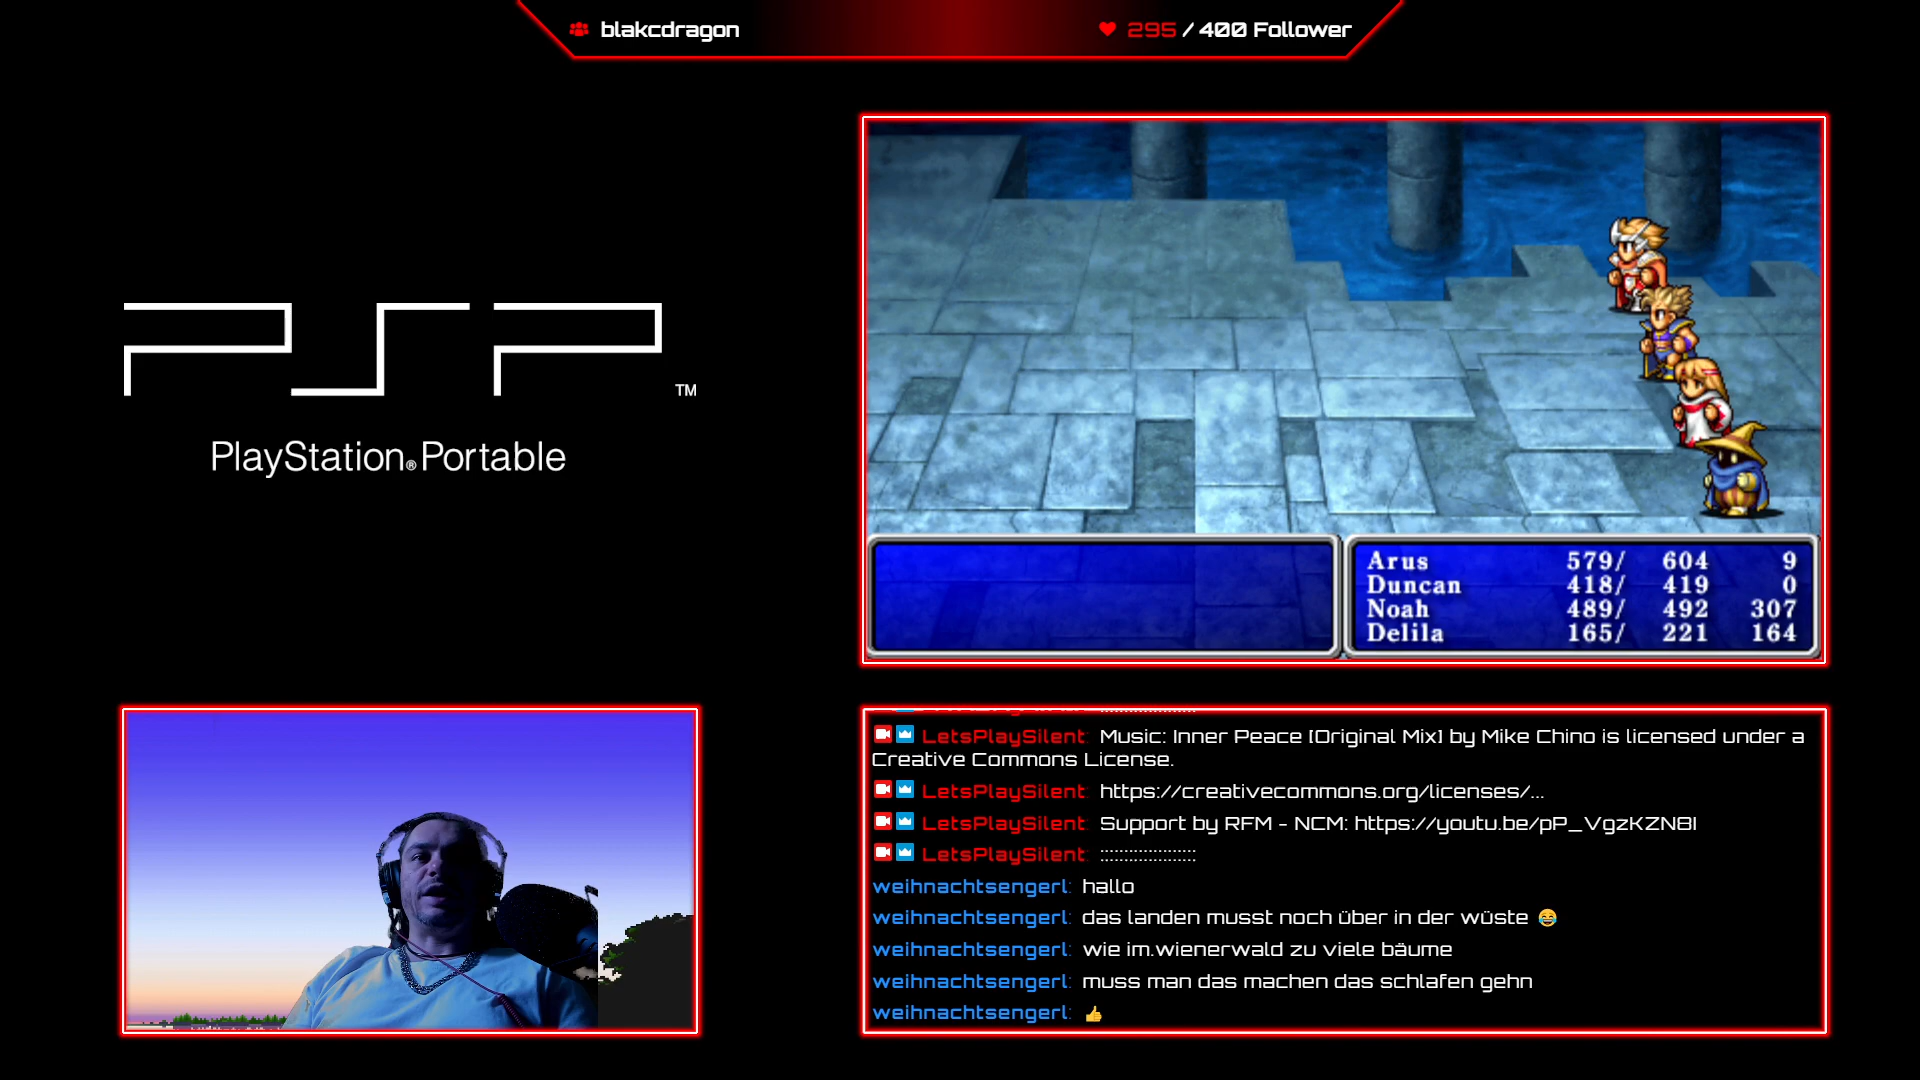 blakcdragon
295 / 400 Follower
PSP
TM
PlayStation® Portable
Arus 579/ 604 9
Duncan 418/ 419 0
Noah 489/ 492 307
Delila 165/ 221 164
LetsPlaySilent: Music: Inner Peace [Original Mix] by Mike Chino is licensed under a
Creative Commons License.
LetsPlaySilent: https://creativecommons.org/licenses/...
LetsPlaySilent: Support by RFM - NCM: https://youtu.be/pP_VgzKZN8I
LetsPlaySilent: ::::::::::::::::::::
weihnachtsengerl: hallo
weihnachtsengerl: das landen musst noch über in der wüste 😂
weihnachtsengerl: wie im.wienerwald zu viele bäume
weihnachtsengerl: muss man das machen das schlafen gehn
weihnachtsengerl: 👍